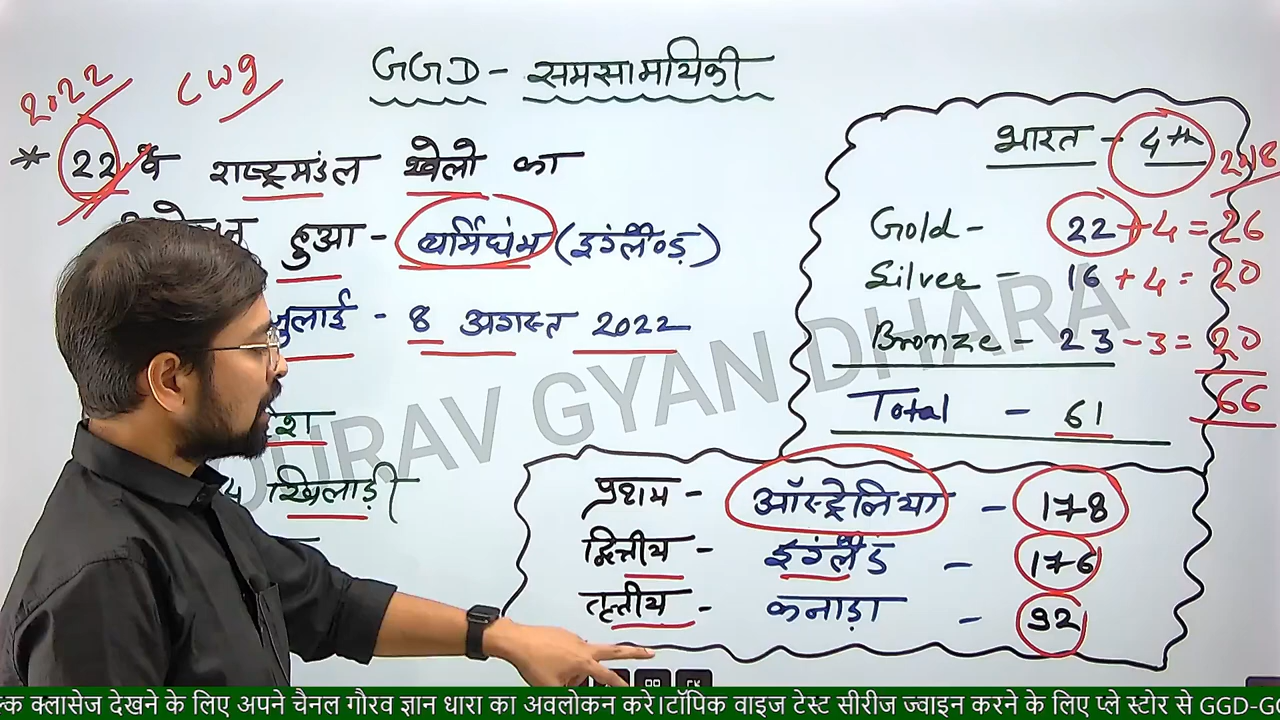 GGD - समसामयिकी
2022
CWG
* 22 वे राष्ट्रमंडल खेलो का
हुआ - बर्मिघंम (इंग्लैण्ड़)
जुलाई - 8 अगस्त 2022
देश
खिलाड़ी
भारत - 4th
2018
Gold - 22 + 4 = 26
Silver - 16 + 4 = 20
Bronze - 23 - 3 = 20
Total - 61 66
प्रथम - ऑस्ट्रेलिया - 178
द्वित्तीय - इंग्लैंड - 176
तृत्तीय - कनाड़ा - 92
GURAV GYAN DHARA
क्लासेज देखने के लिए अपने चैनल गौरव ज्ञान धारा का अवलोकन करें।टॉपिक वाइज टेस्ट सीरीज ज्वाइन करने के लिए प्ले स्टोर से GGD-G